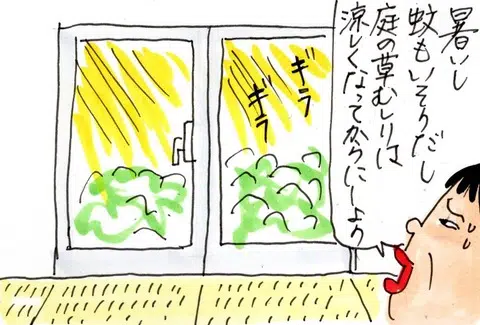 暑いし
蚊もいそうだし
庭の草むしりは
涼しくなってからにしよう
ギラ
ギラ